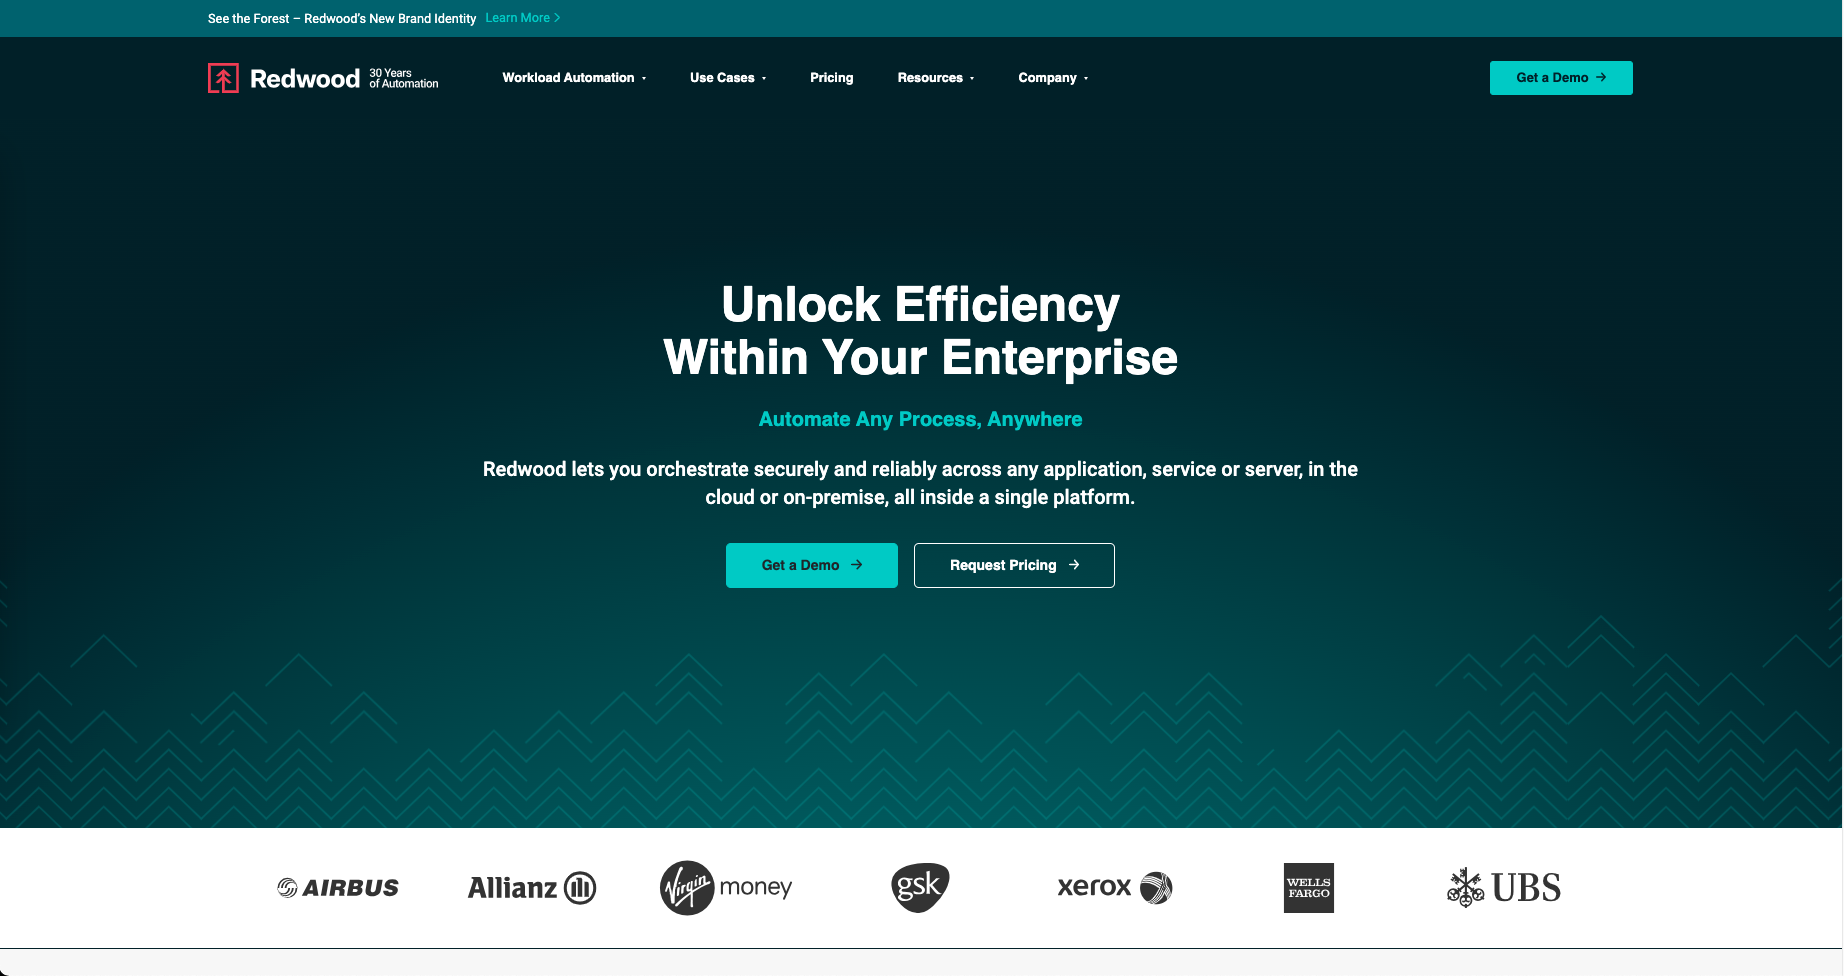 See the Forest – Redwood's New Brand Identity Learn More >
Redwood 30 Years
of Automation
Workload Automation Use Cases Pricing Resources Company
Get a Demo →
Unlock Efficiency
Within Your Enterprise
Automate Any Process, Anywhere
Redwood lets you orchestrate securely and reliably across any application, service or server, in the
cloud or on-premise, all inside a single platform.
Get a Demo → Request Pricing →
AIRBUS Allianz Virgin money gsk xerox WELLS
FARGO
UBS